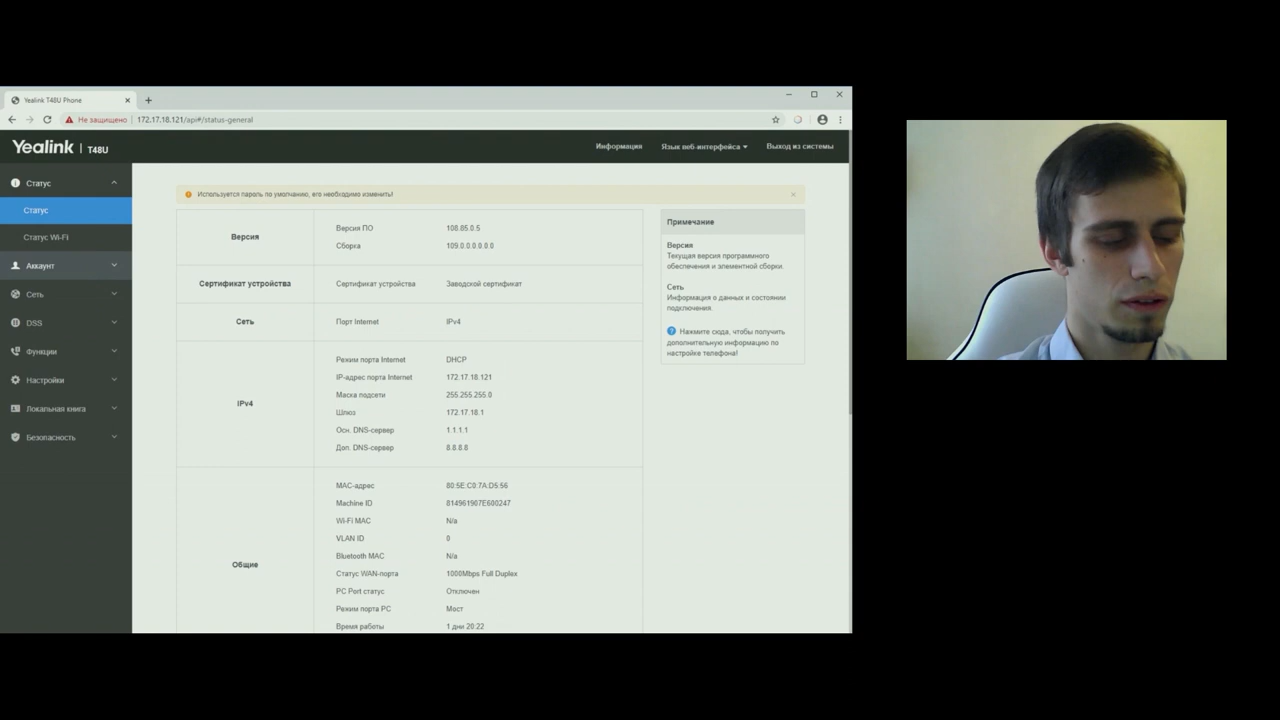 Yealink T48U Phone
Не защищено 172.17.18.121/api#/status-general
Yealink | T48U
Информация Язык веб-интерфейса Выход из системы
Статус
Статус
Статус Wi-Fi
Аккаунт
Сеть
DSS
Функции
Настройки
Локальная книга
Безопасность
Используется пароль по умолчанию, его необходимо изменить!
Версия
Версия ПО 108.85.0.5
Сборка 109.0.0.0.0.0.0
Сертификат устройства
Сертификат устройства Заводской сертификат
Сеть
Порт Internet IPv4
IPv4
Режим порта Internet DHCP
IP-адрес порта Internet 172.17.18.121
Маска подсети 255.255.255.0
Шлюз 172.17.18.1
Осн. DNS-сервер 1.1.1.1
Доп. DNS-сервер 8.8.8.8
Общие
MAC-адрес 80:5E:C0:7A:D5:56
Machine ID 814961907E600247
Wi-Fi MAC N/a
VLAN ID 0
Bluetooth MAC N/a
Статус WAN-порта 1000Mbps Full Duplex
PC Port статус Отключен
Режим порта PC Мост
Время работы 1 дни 20:22
Примечание
Версия
Текущая версия программного
обеспечения и элементной сборки.
Сеть
Информация о данных и состоянии
подключения.
Нажмите сюда, чтобы получить
дополнительную информацию по
настройке телефона!